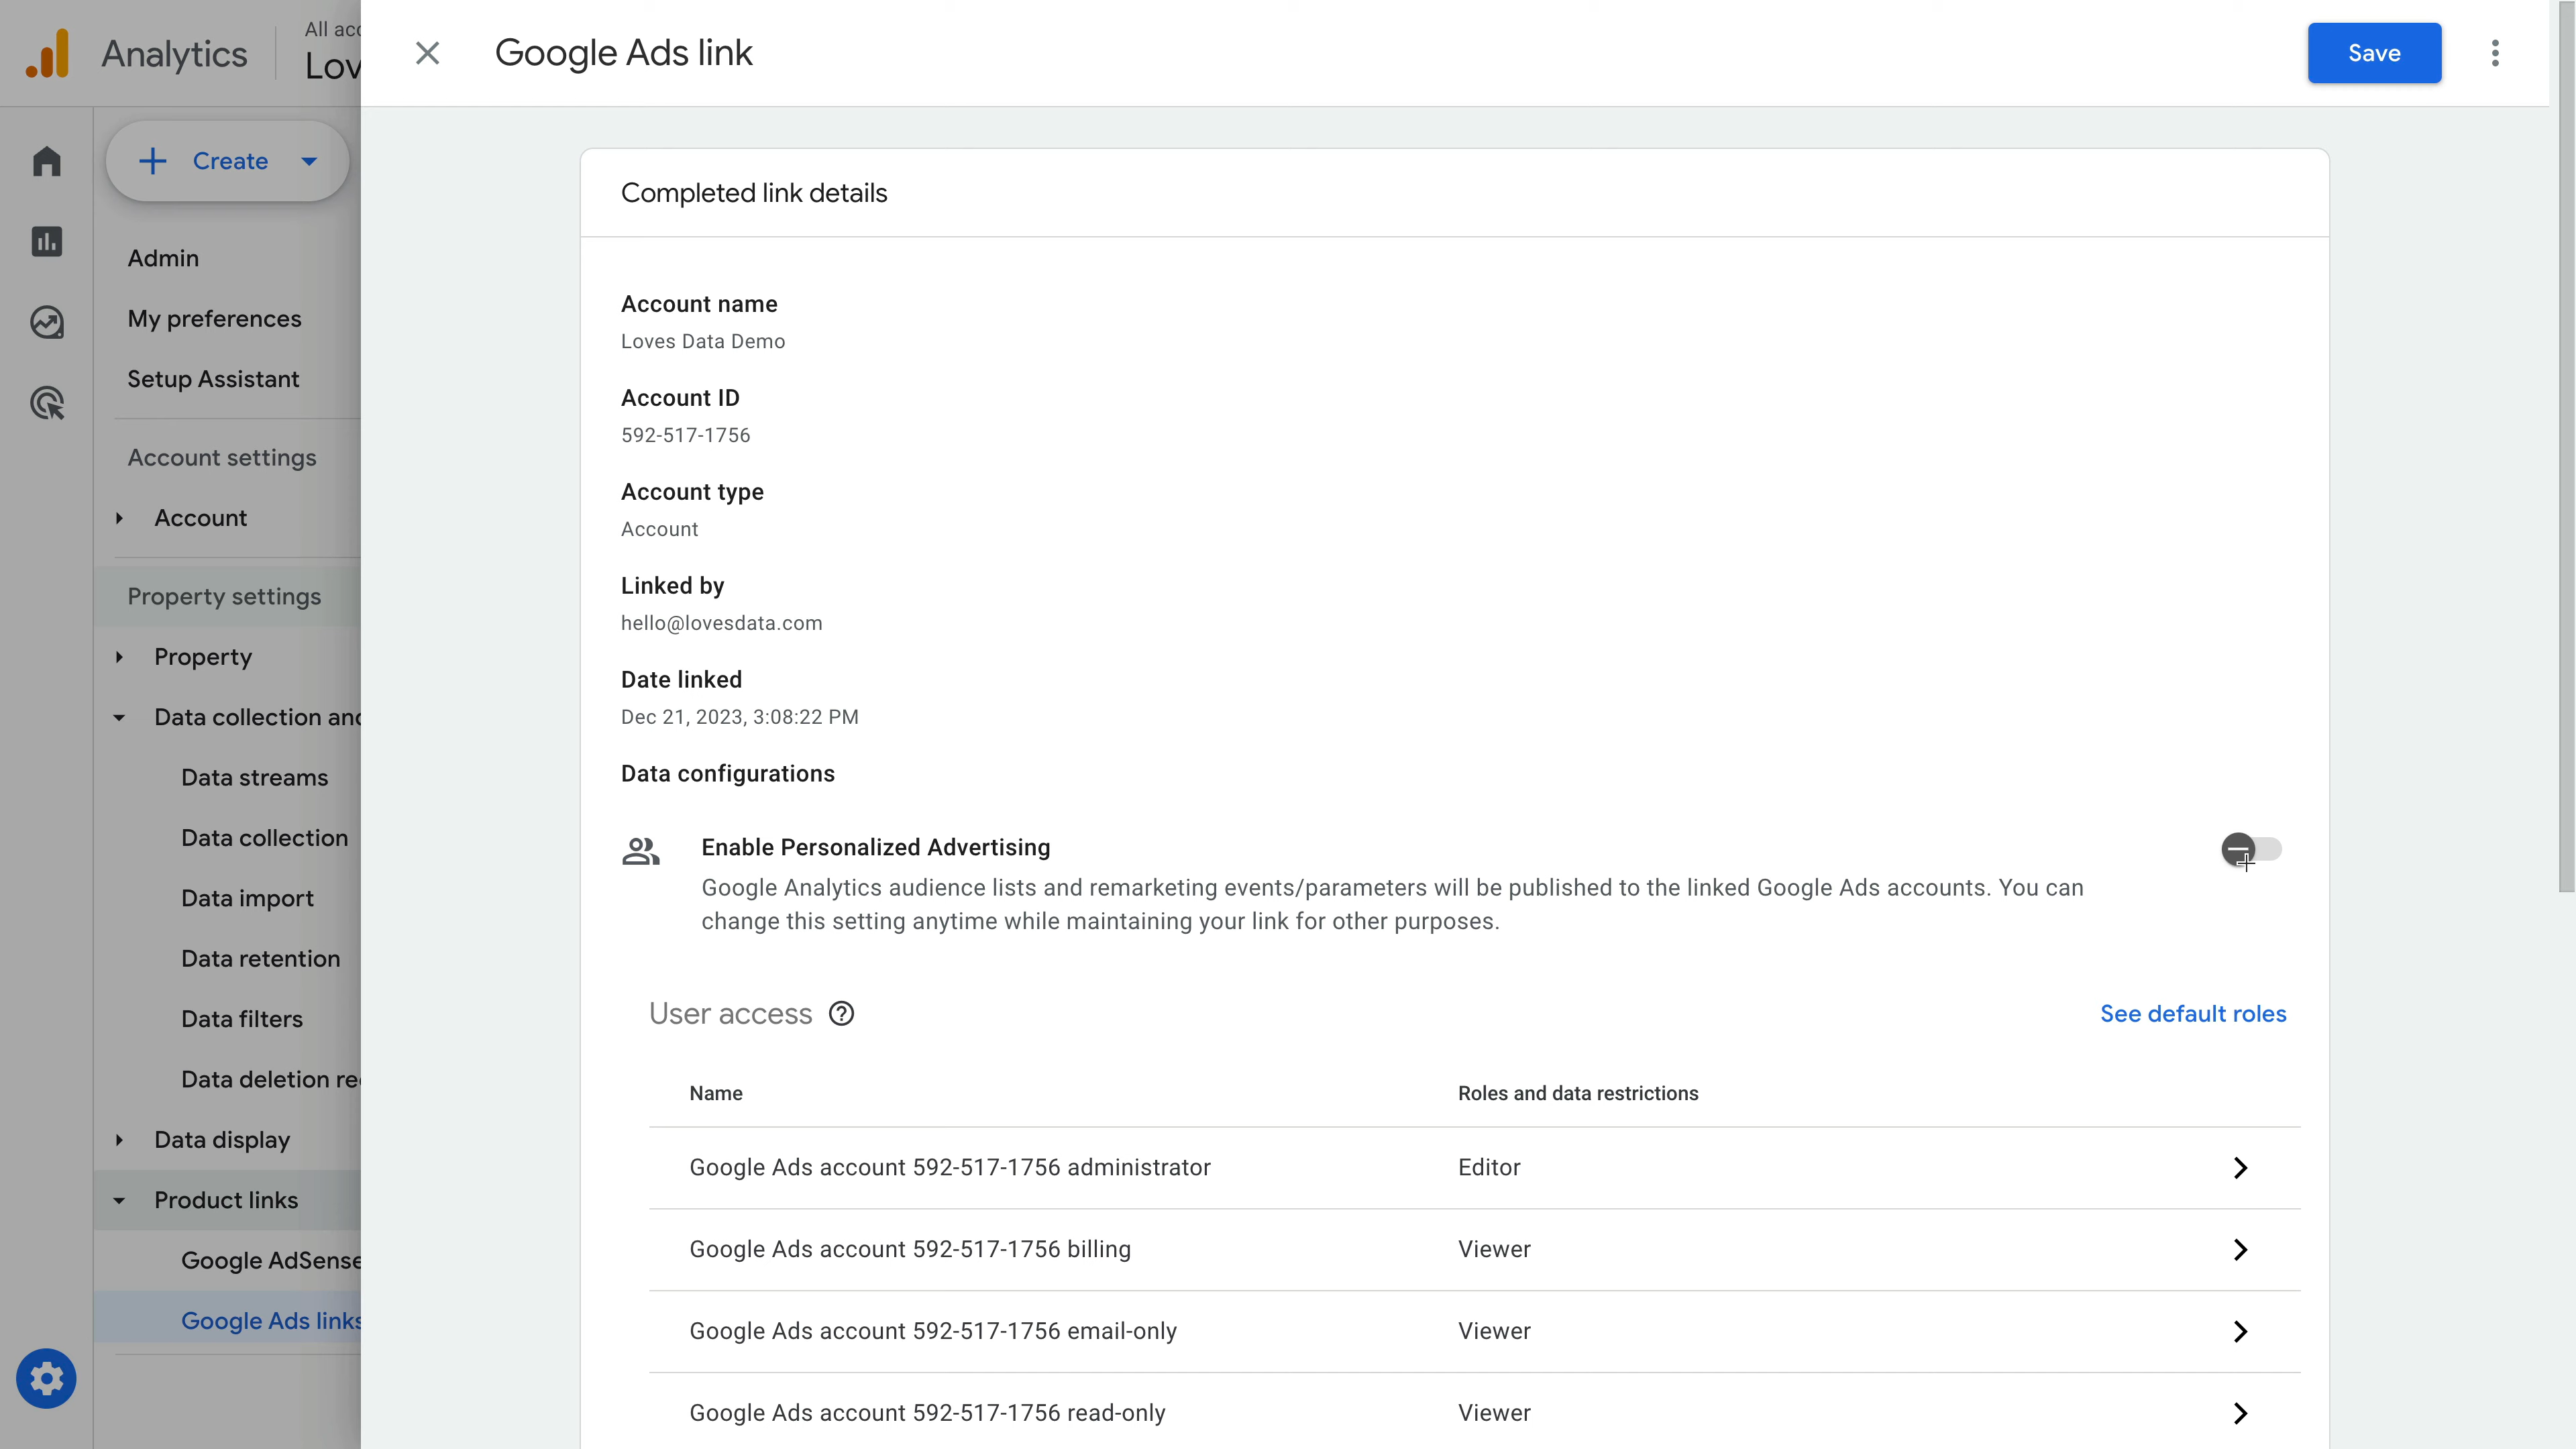 Analytics
All acc
Lov
Google Ads link
Save
Create
Admin
My preferences
Setup Assistant
Account settings
Account
Property settings
Property
Data collection and
Data streams
Data collection
Data import
Data retention
Data filters
Data deletion re
Data display
Product links
Google AdSense
Google Ads links
Completed link details
Account name
Loves Data Demo
Account ID
592-517-1756
Account type
Account
Linked by
hello@lovesdata.com
Date linked
Dec 21, 2023, 3:08:22 PM
Data configurations
Enable Personalized Advertising
Google Analytics audience lists and remarketing events/parameters will be published to the linked Google Ads accounts. You can
change this setting anytime while maintaining your link for other purposes.
User access
See default roles
Name Roles and data restrictions
Google Ads account 592-517-1756 administrator Editor
Google Ads account 592-517-1756 billing Viewer
Google Ads account 592-517-1756 email-only Viewer
Google Ads account 592-517-1756 read-only Viewer